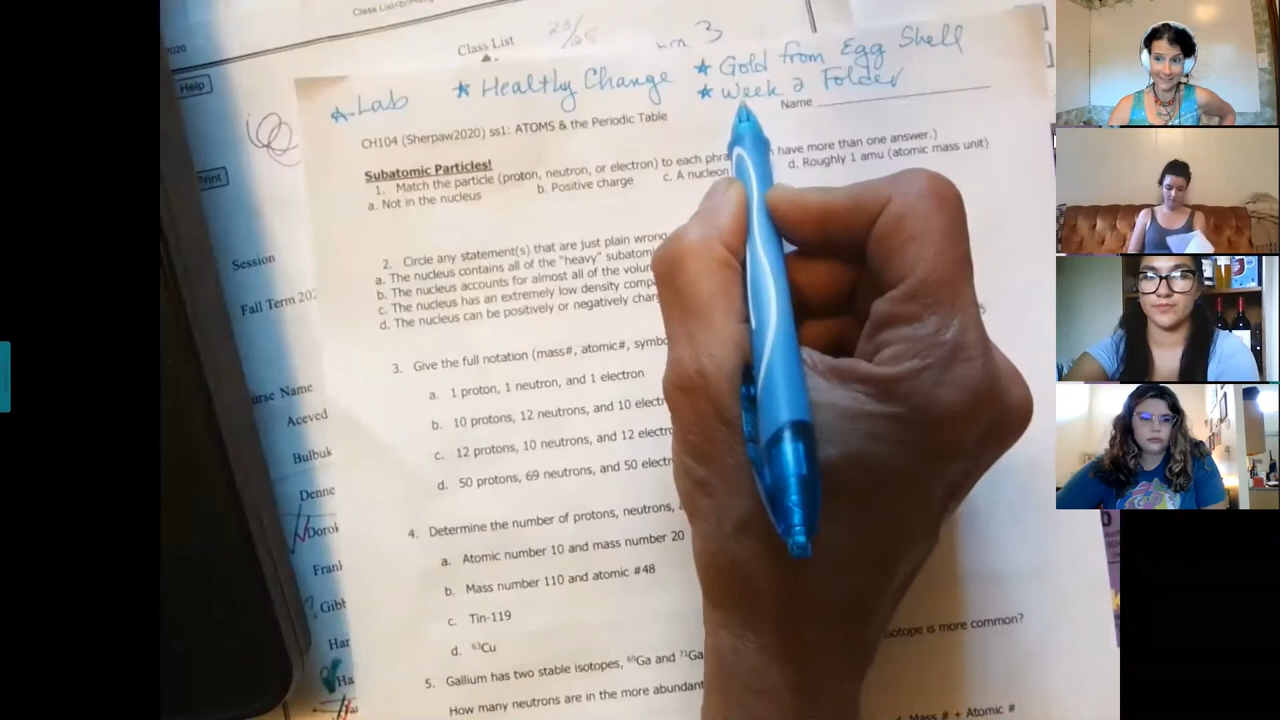 2020
Class List
Class List
23/25
3
Help
★ Lab
★ Healthy Change
★ Gold from Egg Shell
★ Week 2 Folder
Name
CH104 (Sherpaw2020) ss1: ATOMS & the Periodic Table
Print
Subatomic Particles!
1. Match the particle (proton, neutron, or electron) to each phra have more than one answer.)
a. Not in the nucleus b. Positive charge c. A nucleon d. Roughly 1 amu (atomic mass unit)
2. Circle any statement(s) that are just plain wrong
a. The nucleus contains all of the "heavy" subatomi
b. The nucleus accounts for almost all of the volu
c. The nucleus has an extremely low density comp
d. The nucleus can be positively or negatively char
Session
Fall Term 202
3. Give the full notation (mass#, atomic#, symbo
a. 1 proton, 1 neutron, and 1 electron
b. 10 protons, 12 neutrons, and 10 electr
c. 12 protons, 10 neutrons, and 12 electro
d. 50 protons, 69 neutrons, and 50 electr
urse Name
Aceved
Bulbuk
Denne
Dorol
Frank
Gibb
Har
Ha
4. Determine the number of protons, neutrons,
a. Atomic number 10 and mass number 20
b. Mass number 110 and atomic #48
c. Tin-119
d. ⁶³Cu
5. Gallium has two stable isotopes, ⁶⁹Ga and ⁷¹Ga isotope is more common?
How many neutrons are in the more abundant
Mass # + Atomic #